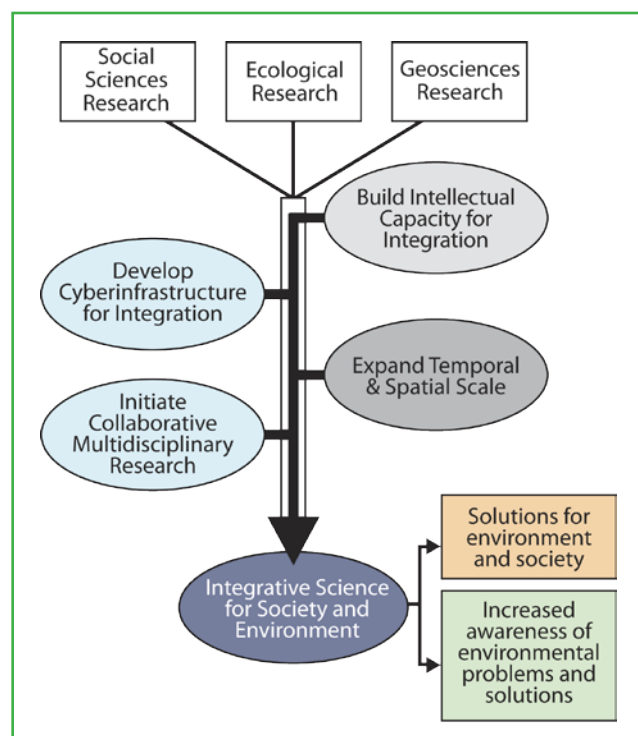 Social
Sciences
Research
Ecological
Research
Geosciences
Research
Build Intellectual
Capacity for
Integration
Develop
Cyberinfrastructure
for Integration
Expand Temporal
& Spatial Scale
Initiate
Collaborative
Multidisciplinary
Research
Integrative Science
for Society and
Environment
Solutions for
environment
and society
Increased
awareness of
environmental
problems and
solutions